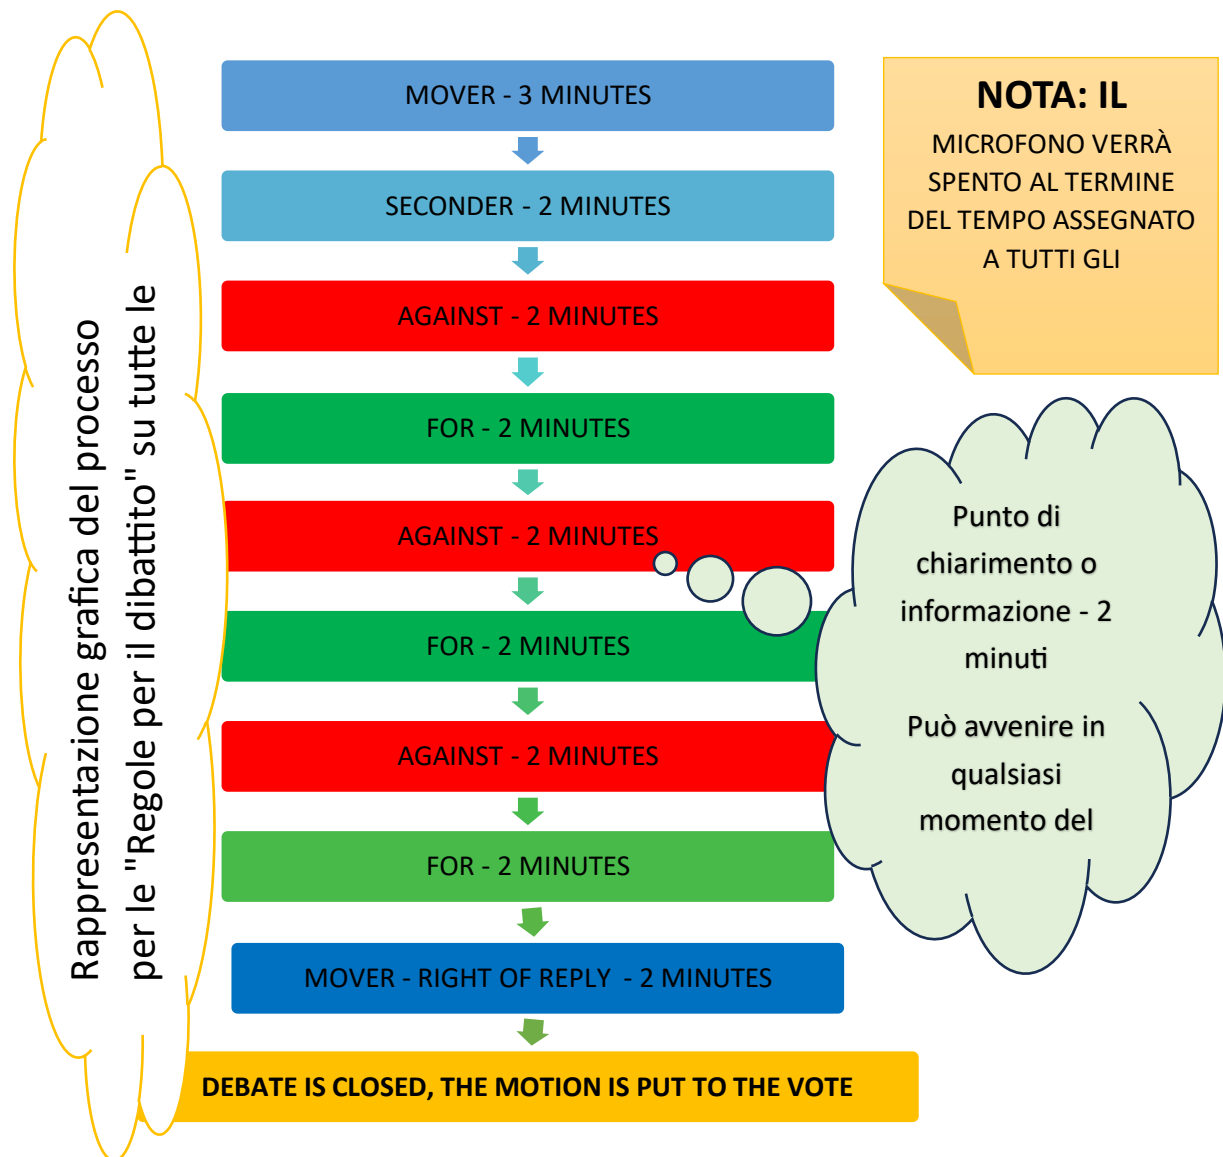 Rappresentazione grafica del processo
per le "Regole per il dibattito" su tutte le
MOVER - 3 MINUTES
SECONDER - 2 MINUTES
AGAINST - 2 MINUTES
FOR - 2 MINUTES
AGAINST - 2 MINUTES
FOR - 2 MINUTES
AGAINST - 2 MINUTES
FOR - 2 MINUTES
MOVER - RIGHT OF REPLY - 2 MINUTES
DEBATE IS CLOSED, THE MOTION IS PUT TO THE VOTE
NOTA: IL
MICROFONO VERRÀ
SPENTO AL TERMINE
DEL TEMPO ASSEGNATO
A TUTTI GLI
Punto di
chiarimento o
informazione - 2
minuti
Può avvenire in
qualsiasi
momento del